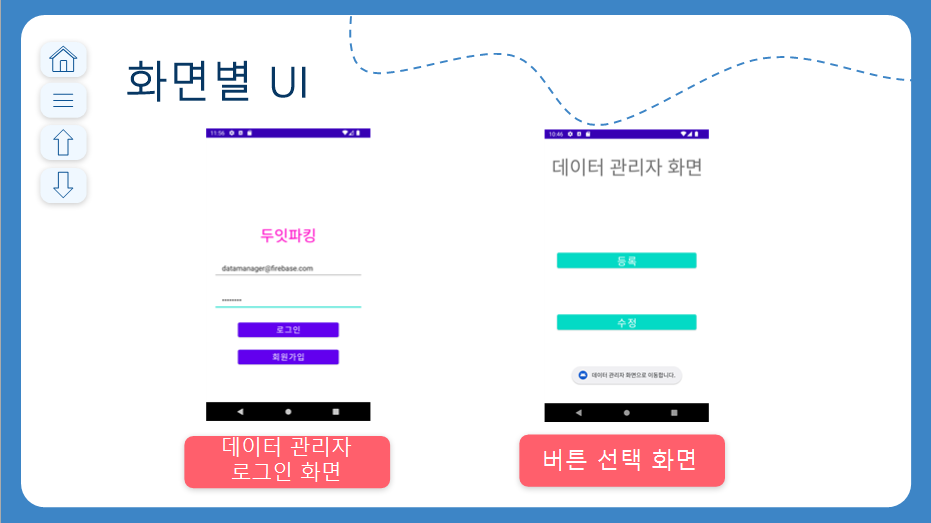 화면별 UI
11:56
두잇파킹
datamanager@firebase.com
로그인
회원가입
데이터 관리자
로그인 화면
10:46
데이터 관리자 화면
등록
수정
데이터 관리자 화면으로 이동합니다.
버튼 선택 화면